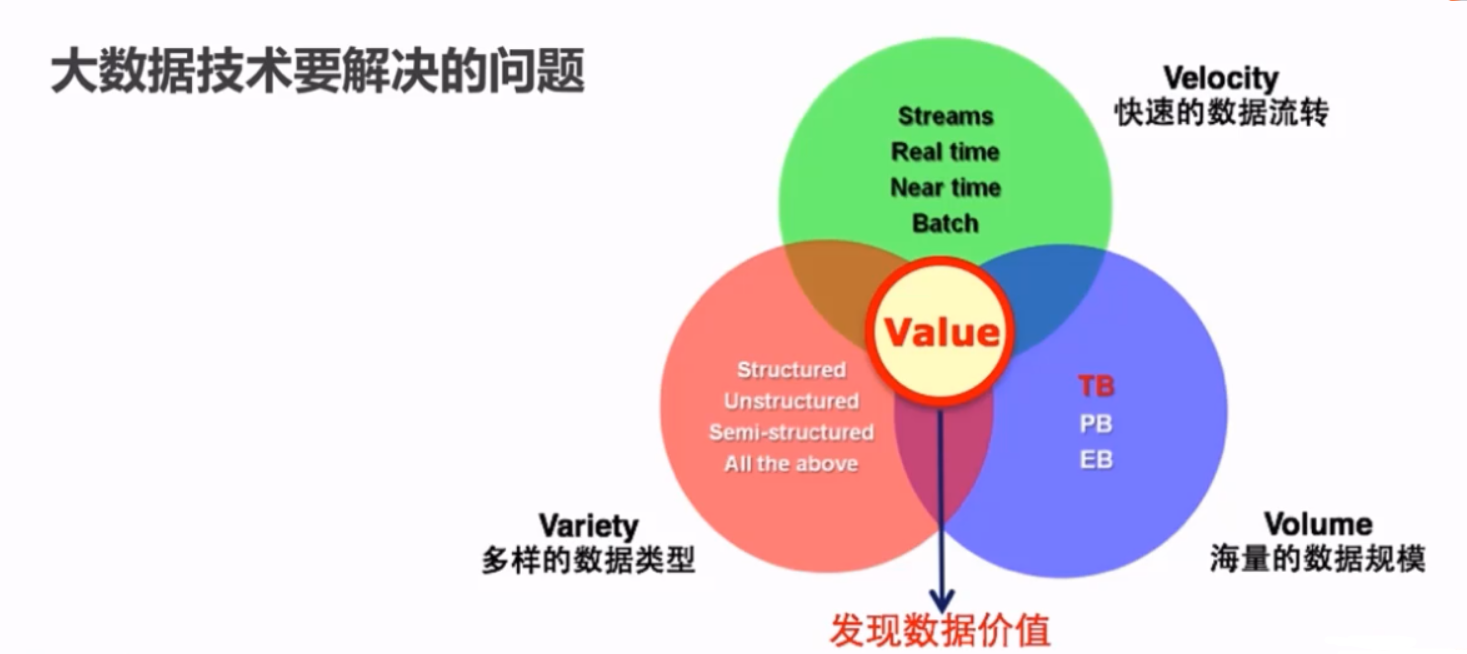 大数据技术要解决的问题
Velocity
快速的数据流转
Streams
Real time
Near time
Batch
Value
Structured
Unstructured
Semi-structured
All the above
TB
PB
EB
Variety
多样的数据类型
Volume
海量的数据规模
发现数据价值